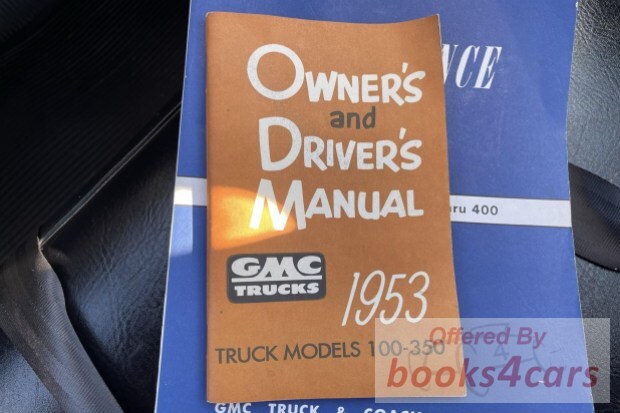 NCE
OWNER'S
and
DRIVER'S
MANUAL
hru 400
GMC
TRUCKS
1953
TRUCK MODELS 100-350
Offered By
books4cars
GMC TRUCK & COACH